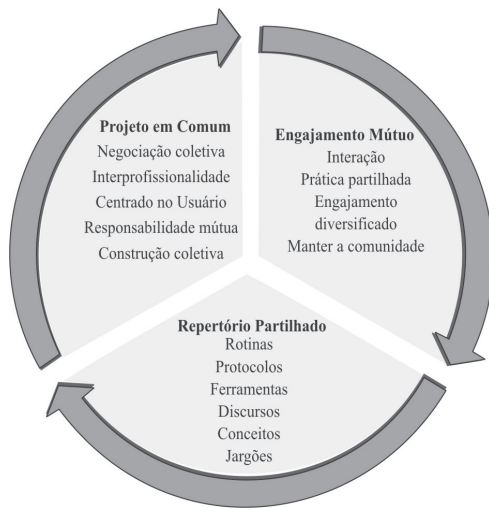 Projeto em Comum
Negociação coletiva
Interprofissionalidade
Centrado no Usuário
Responsabilidade mútua
Construção coletiva
Engajamento Mútuo
Interação
Prática partilhada
Engajamento
diversificado
Manter a comunidade
Repertório Partilhado
Rotinas
Protocolos
Ferramentas
Discursos
Conceitos
Jargões